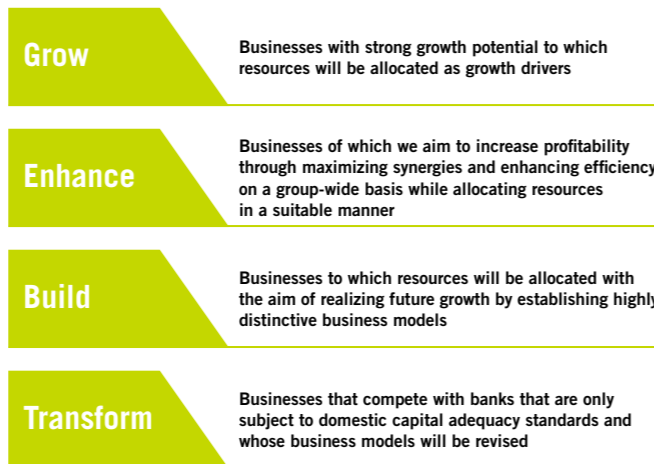 Grow
Businesses with strong growth potential to which
resources will be allocated as growth drivers
Enhance
Businesses of which we aim to increase profitability
through maximizing synergies and enhancing efficiency
on a group-wide basis while allocating resources
in a suitable manner
Build
Businesses to which resources will be allocated with
the aim of realizing future growth by establishing highly
distinctive business models
Transform
Businesses that compete with banks that are only
subject to domestic capital adequacy standards and
whose business models will be revised